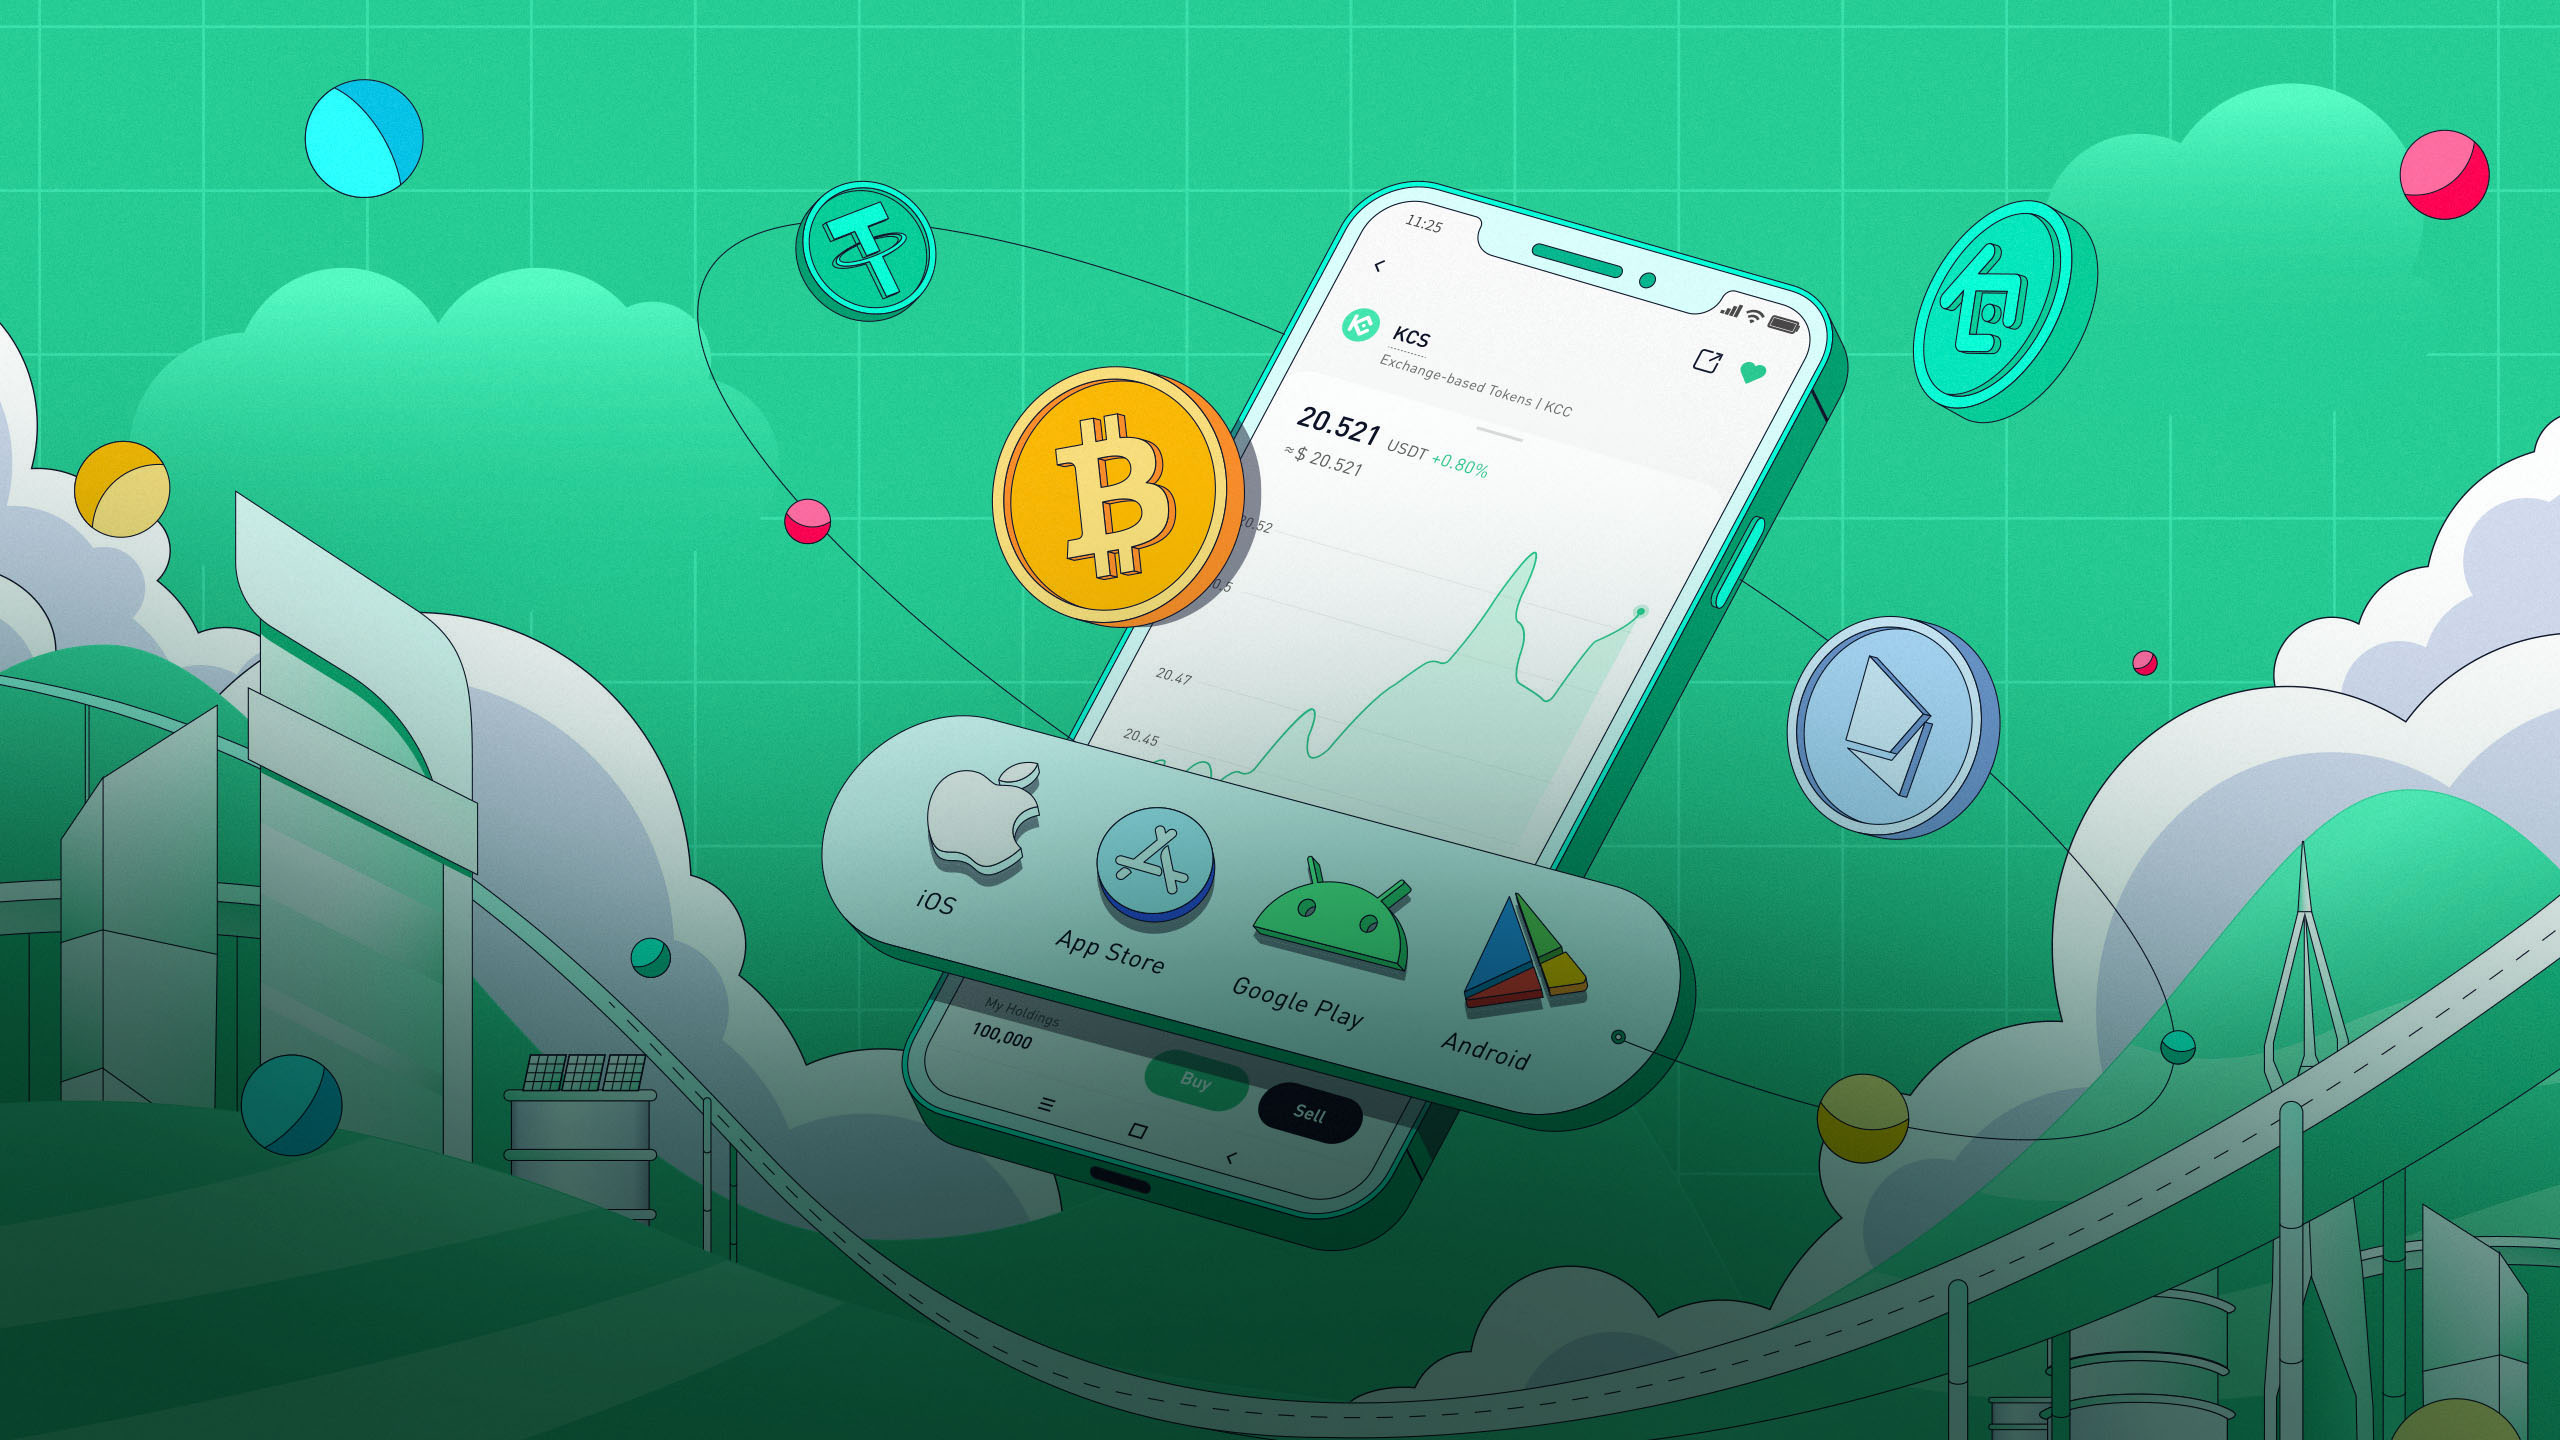 11:25
KCS
Exchange-based Tokens | KCC
20.521 USDT +0.80%
≈$ 20.521
20.52
0.5
20.47
20.45
iOS
App Store
Google Play
Android
My Holdings
100,000
Buy
Sell